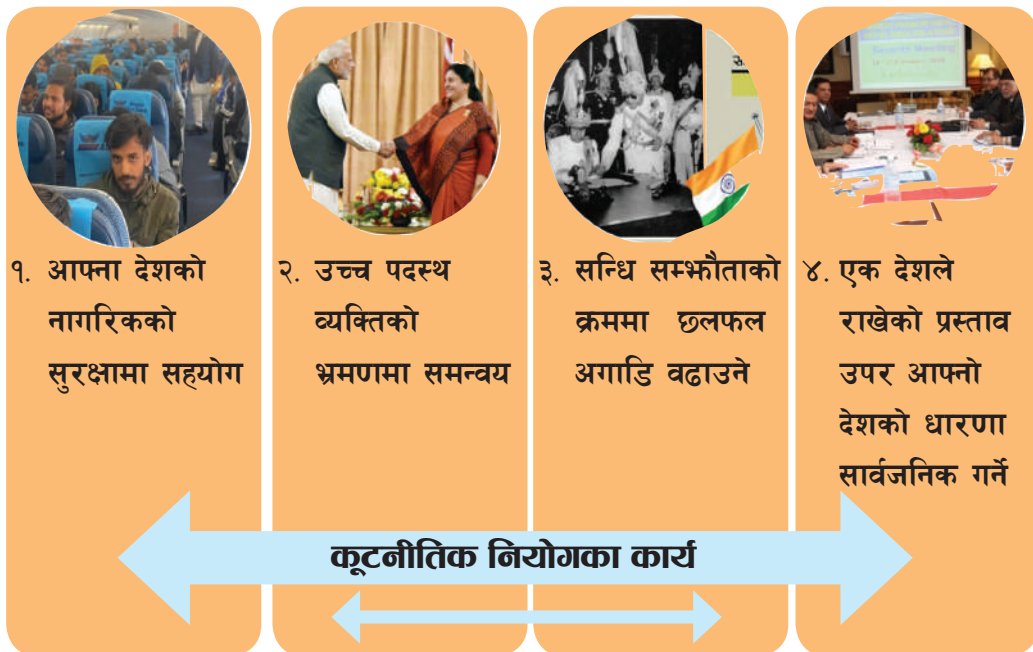 १. आफ्ना देशको
नागरिकको
सुरक्षामा सहयोग
२. उच्च पदस्थ
व्यक्तिको
भ्रमणमा समन्वय
३. सन्धि सम्झौताको
क्रममा छलफल
अगाडि वढाउने
४. एक देशले
राखेको प्रस्ताव
उपर आफ्नो
देशको धारणा
सार्वजनिक गर्ने
कूटनीतिक नियोगका कार्य